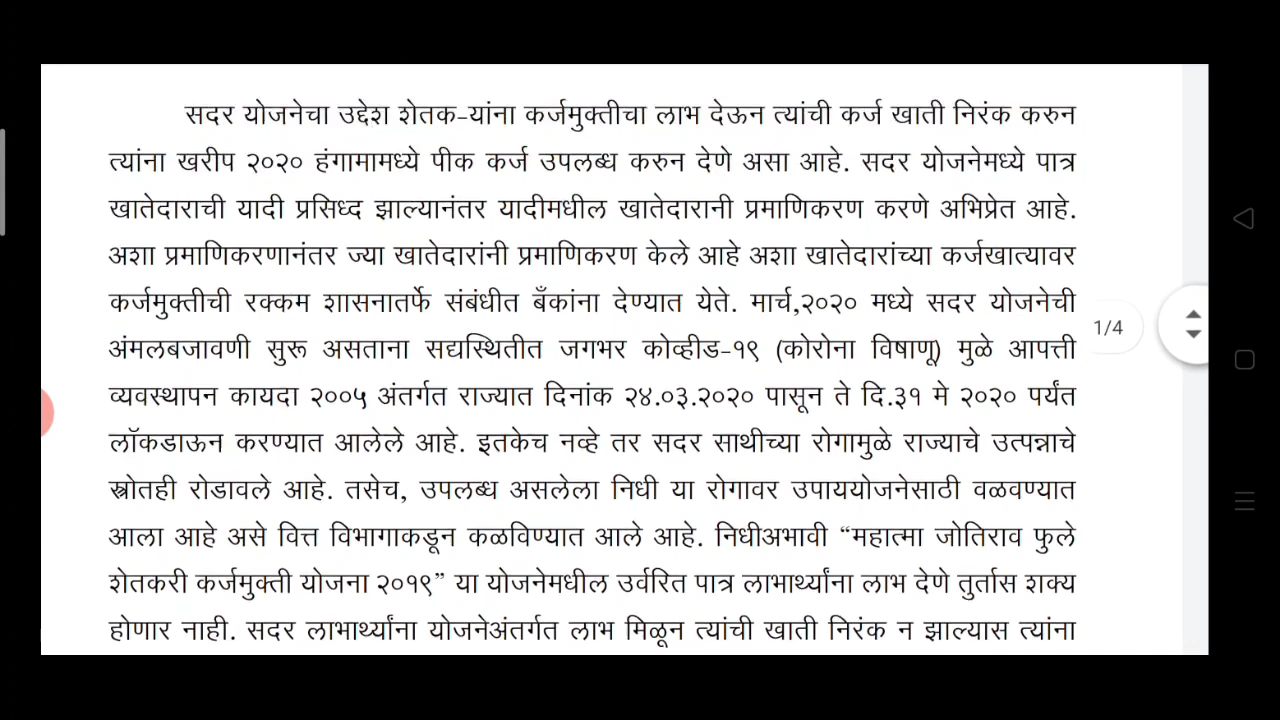 सदर योजनेचा उद्देश शेतक-यांना कर्जमुक्तीचा लाभ देऊन त्यांची कर्ज खाती निरंक करुन
त्यांना खरीप २०२० हंगामामध्ये पीक कर्ज उपलब्ध करुन देणे असा आहे. सदर योजनेमध्ये पात्र
खातेदाराची यादी प्रसिध्द झाल्यानंतर यादीमधील खातेदारानी प्रमाणिकरण करणे अभिप्रेत आहे.
अशा प्रमाणिकरणानंतर ज्या खातेदारांनी प्रमाणिकरण केले आहे अशा खातेदारांच्या कर्जखात्यावर
कर्जमुक्तीची रक्कम शासनातर्फे संबंधीत बँकांना देण्यात येते. मार्च,२०२० मध्ये सदर योजनेची
अंमलबजावणी सुरू असताना सद्यस्थितीत जगभर कोव्हीड-१९ (कोरोना विषाणू) मुळे आपत्ती
व्यवस्थापन कायदा २००५ अंतर्गत राज्यात दिनांक २४.०३.२०२० पासून ते दि.३१ मे २०२० पर्यंत
लॉकडाऊन करण्यात आलेले आहे. इतकेच नव्हे तर सदर साथीच्या रोगामुळे राज्याचे उत्पन्नाचे
स्त्रोतही रोडावले आहे. तसेच, उपलब्ध असलेला निधी या रोगावर उपाययोजनेसाठी वळवण्यात
आला आहे असे वित्त विभागाकडून कळविण्यात आले आहे. निधीअभावी “महात्मा जोतिराव फुले
शेतकरी कर्जमुक्ती योजना २०१९” या योजनेमधील उर्वरित पात्र लाभार्थ्यांना लाभ देणे तुर्तास शक्य
होणार नाही. सदर लाभार्थ्यांना योजनेअंतर्गत लाभ मिळून त्यांची खाती निरंक न झाल्यास त्यांना
1/4